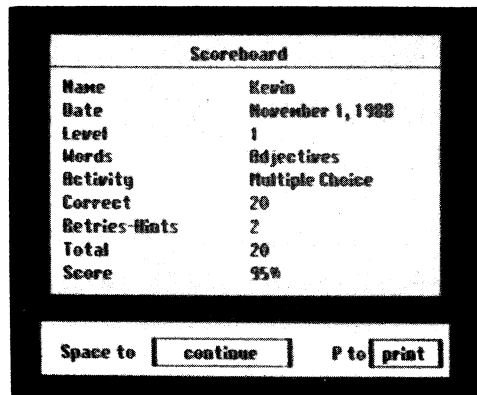 Scoreboard
Name Kevin
Date November 1, 1988
Level 1
Words Adjectives
Activity Multiple Choice
Correct 20
Retries-Hints 2
Total 20
Score 95%
Space to continue P to print